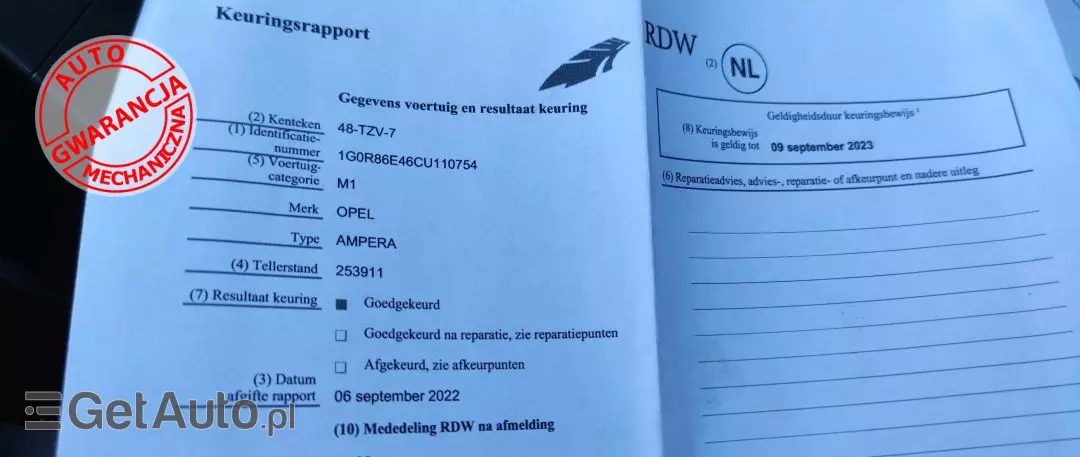 Keuringsrapport
Gegevens voertuig en resultaat keuring
(2) Kenteken 48-TZV-7
(1) Identificatie-
nummer 1G0R86E46CU110754
(5) Voertuig-
categorie M1
Merk OPEL
Type AMPERA
(4) Tellerstand 253911
(7) Resultaat keuring Goedgekeurd
Goedgekeurd na reparatie, zie reparatiepunten
Afgekeurd, zie afkeurpunten
(3) Datum
afgifte rapport 06 september 2022
(10) Mededeling RDW na afmelding
RDW
(2) NL
Geldigheidsduur keuringsbewijs
(8) Keuringsbewijs
is geldig tot 09 september 2023
(6) Reparatieadvies, advies-, reparatie- of afkeurpunt en nadere uitleg
AUTO
GWARANCJA
MECHANICZNA
GetAuto.pl